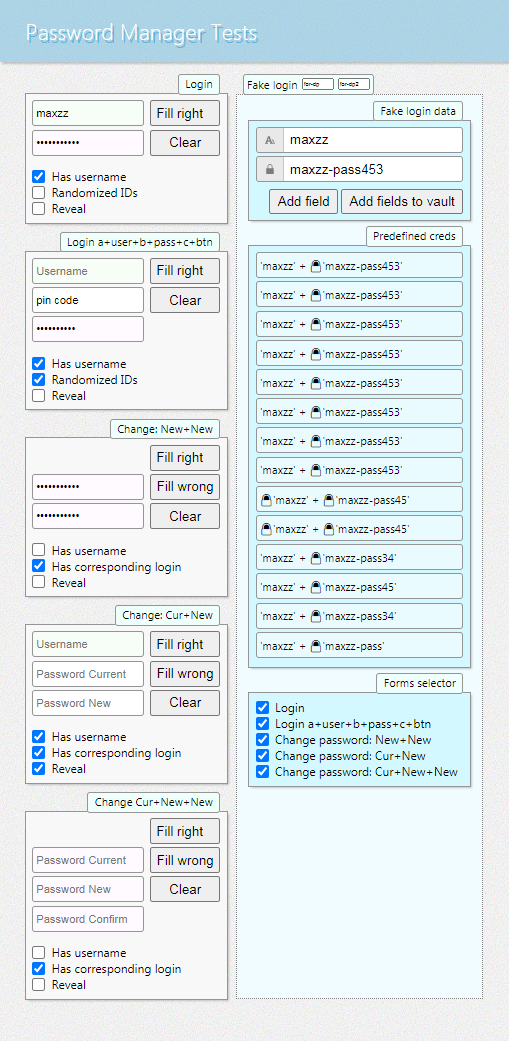 Password Manager Tests
Login
maxzz
Fill right
•••••••••••
Clear
Has username
Randomized IDs
Reveal
Login a+user+b+pass+c+btn
Username
Fill right
pin code
Clear
••••••••••
Has username
Randomized IDs
Reveal
Change: New+New
Fill right
•••••••••••
Fill wrong
•••••••••••
Clear
Has username
Has corresponding login
Reveal
Change: Cur+New
Username
Fill right
Password Current
Fill wrong
Password New
Clear
Has username
Has corresponding login
Reveal
Change Cur+New+New
Fill right
Password Current
Fill wrong
Password New
Clear
Password Confirm
Has username
Has corresponding login
Reveal
Fake login for-dp for-dp2
Fake login data
maxzz
maxzz-pass453
Add field
Add fields to vault
Predefined creds
'maxzz' + 'maxzz-pass453'
'maxzz' + 'maxzz-pass453'
'maxzz' + 'maxzz-pass453'
'maxzz' + 'maxzz-pass453'
'maxzz' + 'maxzz-pass453'
'maxzz' + 'maxzz-pass453'
'maxzz' + 'maxzz-pass453'
'maxzz' + 'maxzz-pass453'
'maxzz' + 'maxzz-pass45'
'maxzz' + 'maxzz-pass45'
'maxzz' + 'maxzz-pass34'
'maxzz' + 'maxzz-pass45'
'maxzz' + 'maxzz-pass34'
'maxzz' + 'maxzz-pass'
Forms selector
Login
Login a+user+b+pass+c+btn
Change password: New+New
Change password: Cur+New
Change password: Cur+New+New